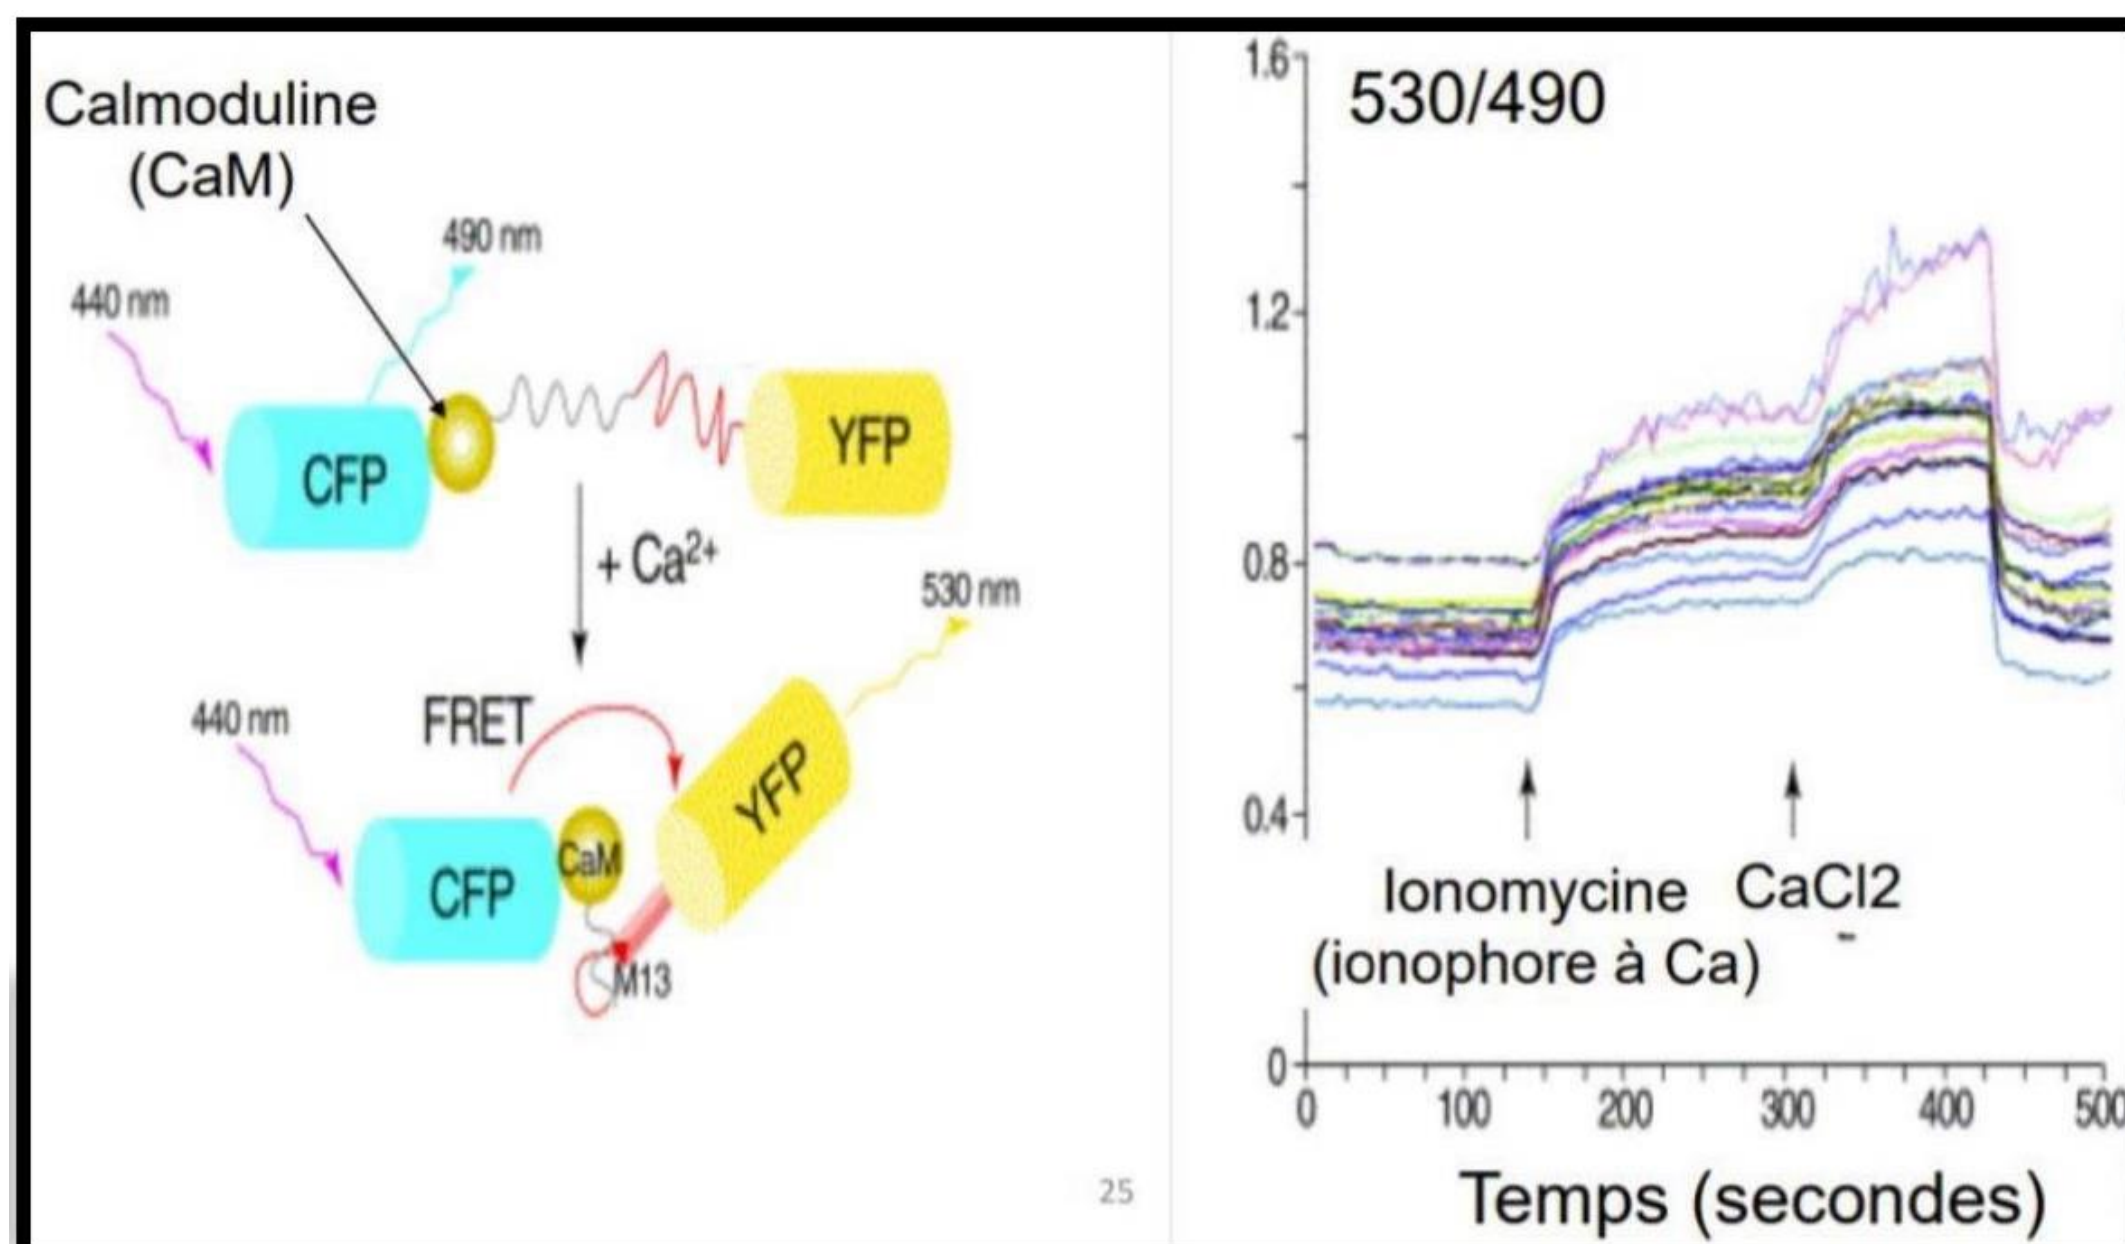 Calmoduline
(CaM)
490 nm
440 nm
CFP
YFP
+ Ca²⁺
530 nm
440 nm
FRET
YFP
CFP
CaM
M13
25
1.6
530/490
1.2
0.8
0.4
Ionomycine
(ionophore à Ca)
CaCl2
-
0
0
100
200
300
400
500
Temps (secondes)